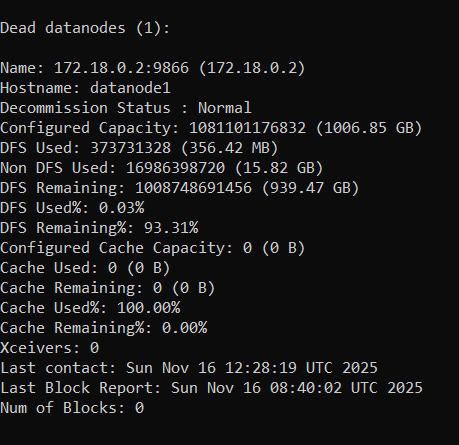 Dead datanodes (1):
Name: 172.18.0.2:9866 (172.18.0.2)
Hostname: datanode1
Decommission Status : Normal
Configured Capacity: 1081101176832 (1006.85 GB)
DFS Used: 373731328 (356.42 MB)
Non DFS Used: 16986398720 (15.82 GB)
DFS Remaining: 1008748691456 (939.47 GB)
DFS Used%: 0.03%
DFS Remaining%: 93.31%
Configured Cache Capacity: 0 (0 B)
Cache Used: 0 (0 B)
Cache Remaining: 0 (0 B)
Cache Used%: 100.00%
Cache Remaining%: 0.00%
Xceivers: 0
Last contact: Sun Nov 16 12:28:19 UTC 2025
Last Block Report: Sun Nov 16 08:40:02 UTC 2025
Num of Blocks: 0